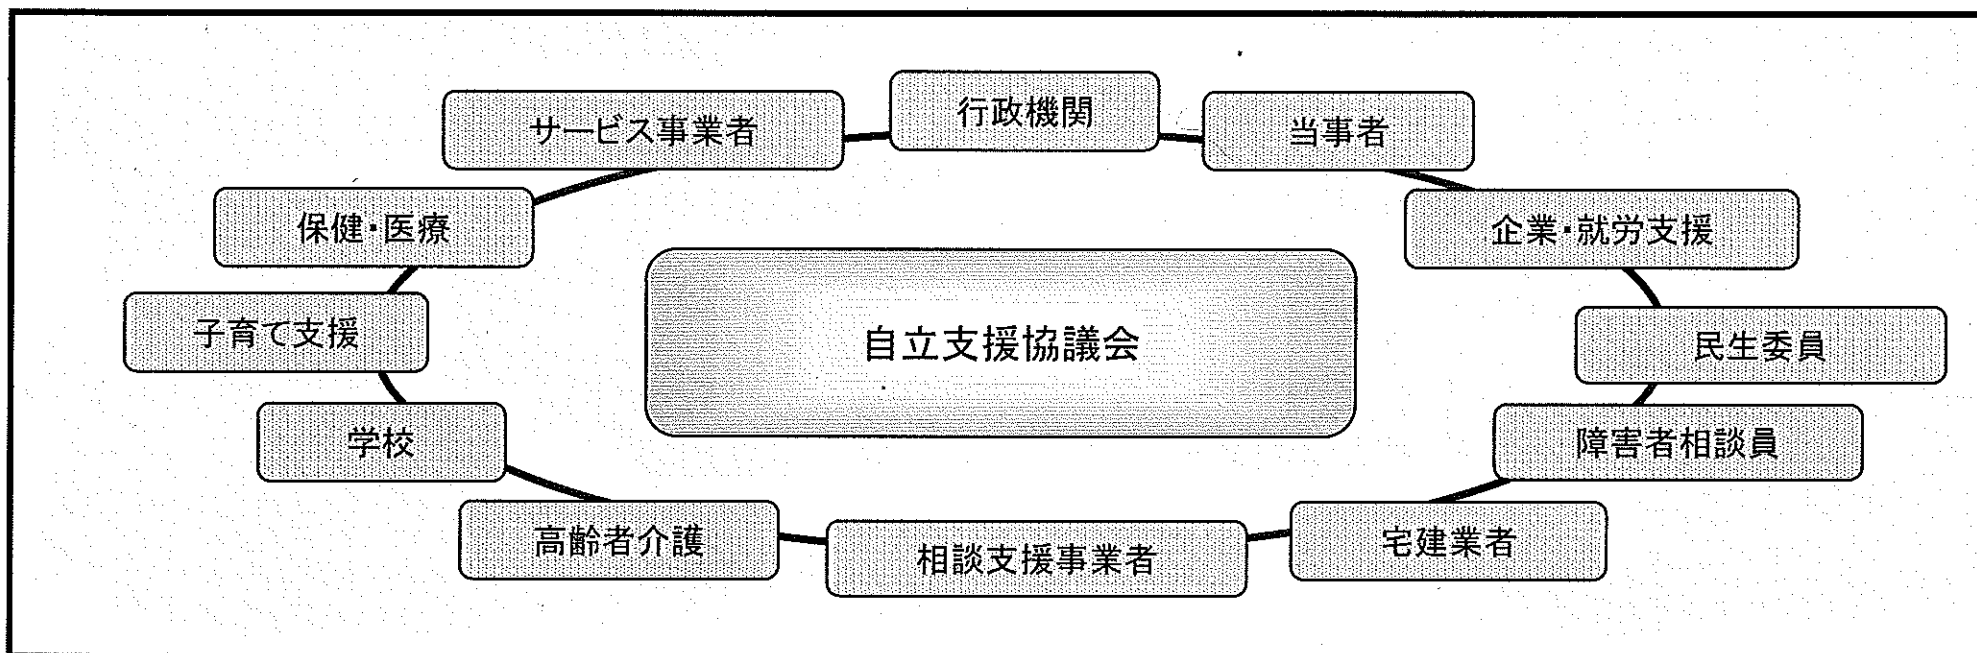 行政機関
サービス事業者
当事者
保健・医療
企業・就労支援
子育て支援
自立支援協議会
民生委員
学校
障害者相談員
高齢者介護
相談支援事業者
宅建業者